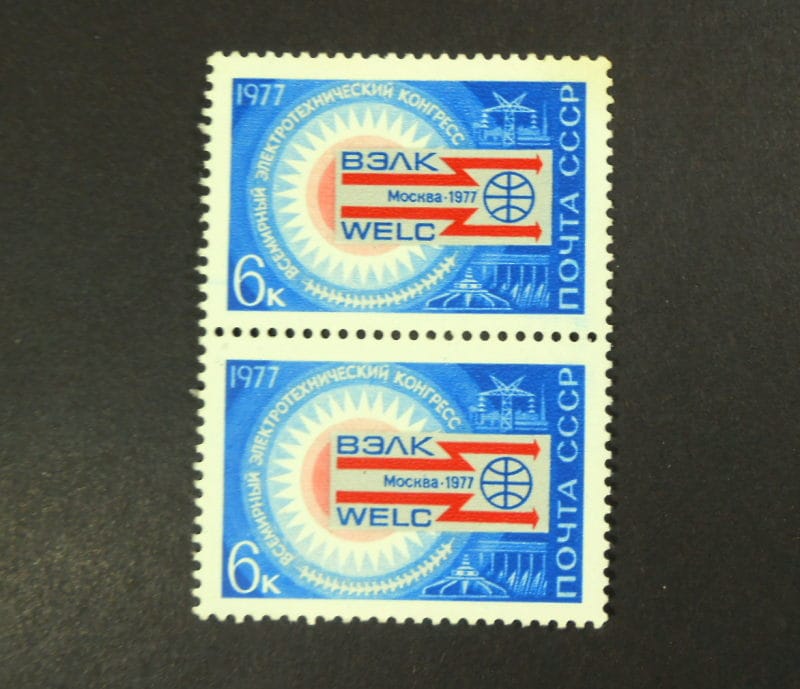 1977
ВСЕМИРНЫЙ ЭЛЕКТРОТЕХНИЧЕСКИЙ КОНГРЕСС
ВЭЛК
Москва·1977
WELC
6к
ПОЧТА СССР
1977
ВСЕМИРНЫЙ ЭЛЕКТРОТЕХНИЧЕСКИЙ КОНГРЕСС
ВЭЛК
Москва·1977
WELC
6к
ПОЧТА СССР